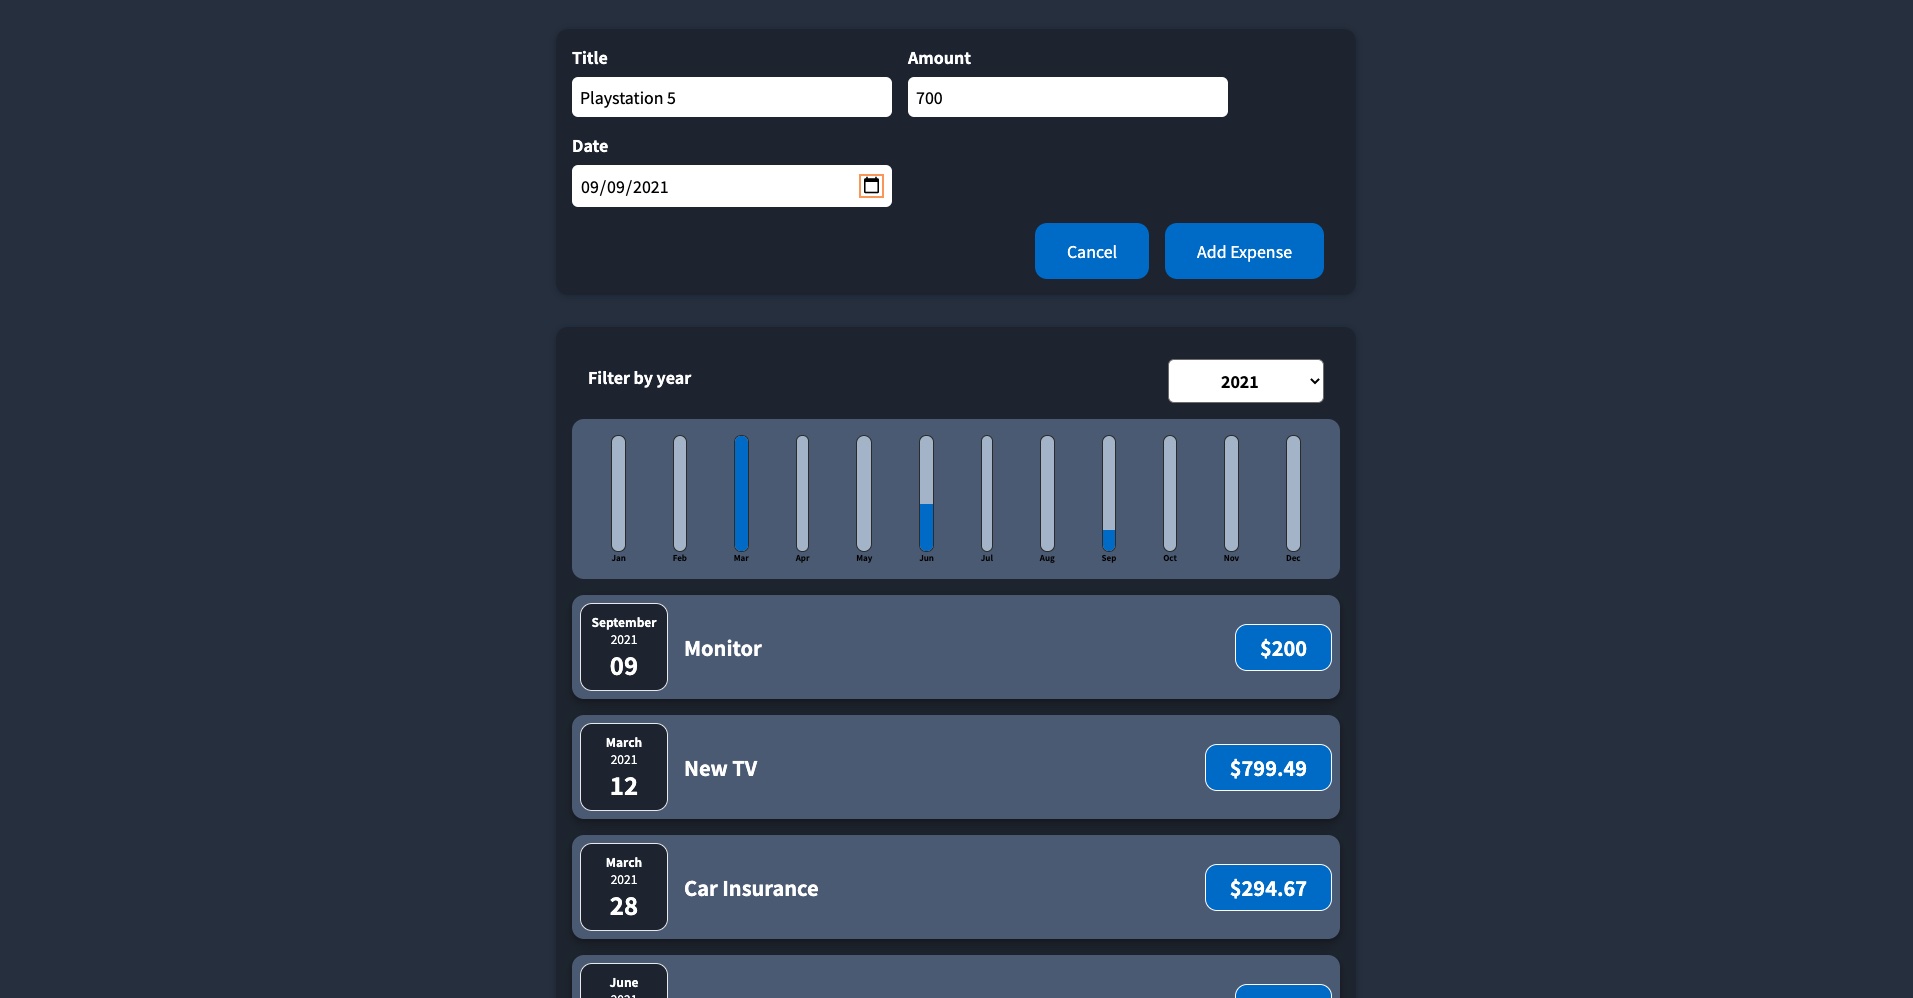 Title
Amount
Playstation 5
700
Date
09/09/2021
Cancel
Add Expense
Filter by year
2021
Jan
Feb
Mar
Apr
May
Jun
Jul
Aug
Sep
Oct
Nov
Dec
September
2021
09
Monitor
$200
March
2021
12
New TV
$799.49
March
2021
28
Car Insurance
$294.67
June
2021